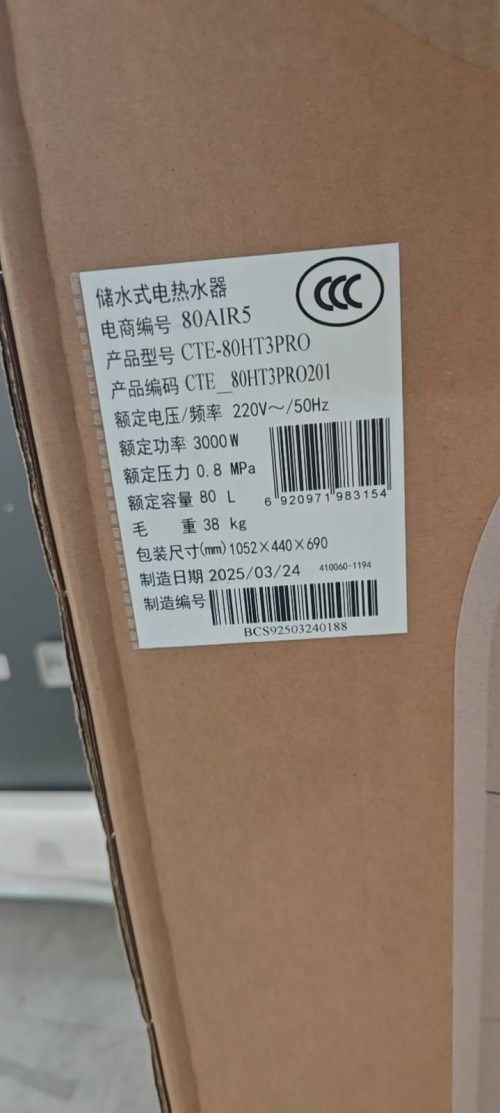 储水式电热水器
CCC
电商编号 80AIR5
产品型号 CTE-80HT3PRO
产品编码 CTE__80HT3PRO201
额定电压/频率 220V～/50Hz
额定功率 3000W
额定压力 0.8 MPa
6 920971 983154
额定容量 80 L
毛 重 38 kg
包装尺寸(mm) 1052×440×690
制造日期 2025/03/24 410060-1194
制造编号
BCS92503240188